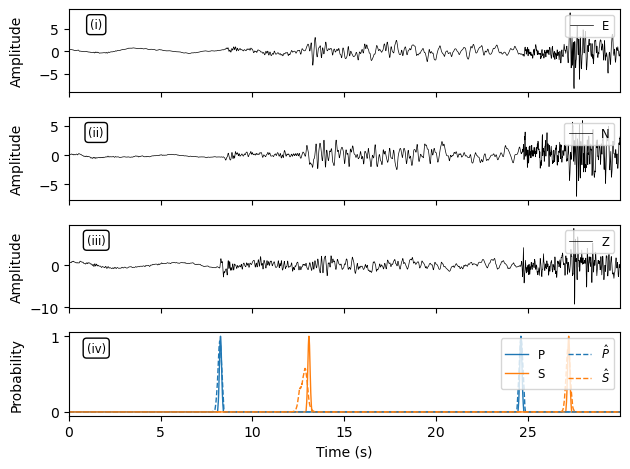 (i)
E
Amplitude
5
0
−5
(ii)
N
Amplitude
5
0
−5
(iii)
Z
Amplitude
0
−10
(iv)
P
S
P̂
Ŝ
Probability
1
0
0 5 10 15 20 25
Time (s)